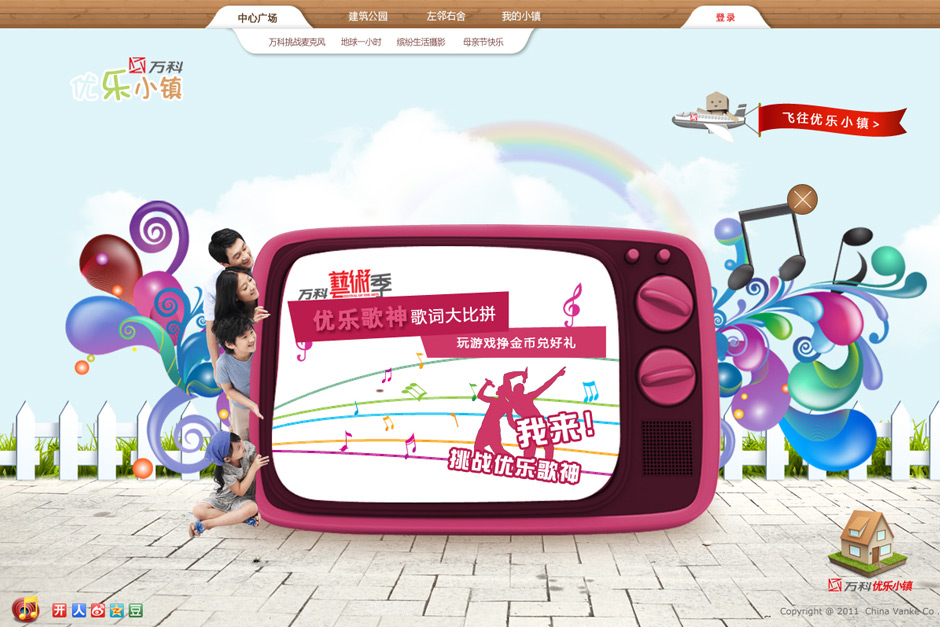 中心广场 建筑公园 左邻右舍 我的小镇 登录
万科挑战麦克风 地球一小时 缤纷生活摄影 母亲节快乐
万科
优乐小镇
飞往优乐小镇 >
万科藝術季
优乐歌神歌词大比拼
玩游戏挣金币兑好礼
我来!
挑战优乐歌神
万科优乐小镇
开 人 豆
Copyright @ 2011 China Vanke Co .